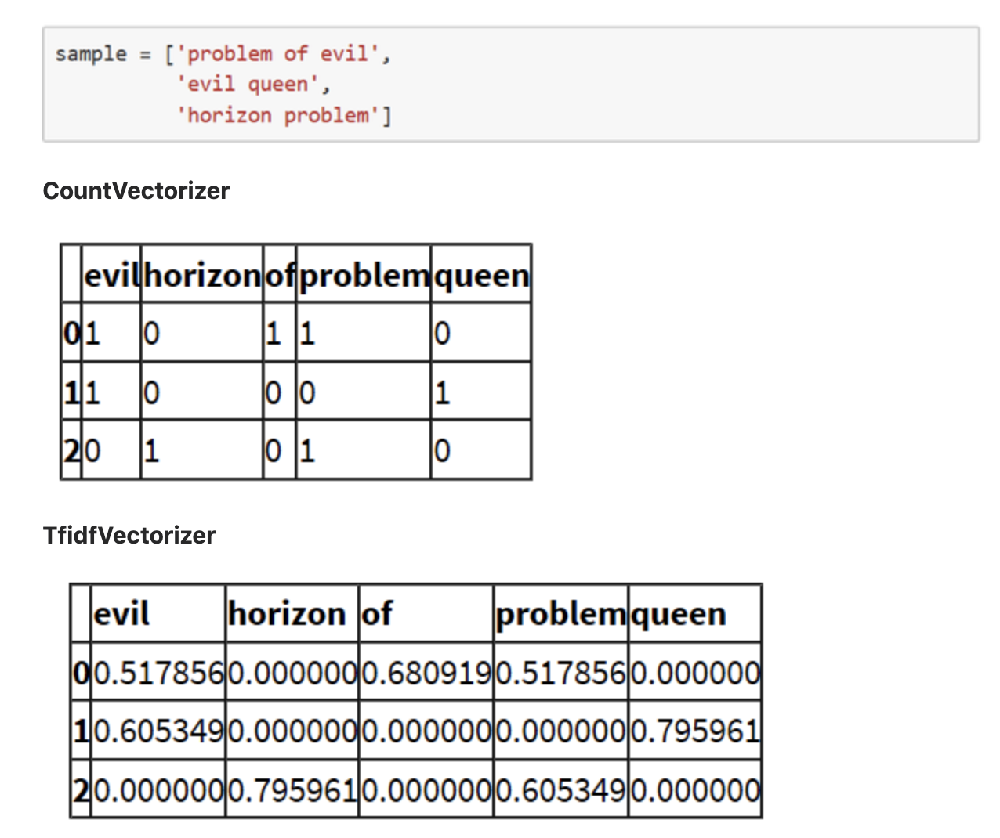 sample = ['problem of evil',
'evil queen',
'horizon problem']
CountVectorizer
evil horizon of problem queen
0 1 0 1 1 0
1 1 0 0 0 1
2 0 1 0 1 0
TfidfVectorizer
evil horizon of problem queen
0 0.517856 0.000000 0.680919 0.517856 0.000000
1 0.605349 0.000000 0.000000 0.000000 0.795961
2 0.000000 0.795961 0.000000 0.605349 0.000000